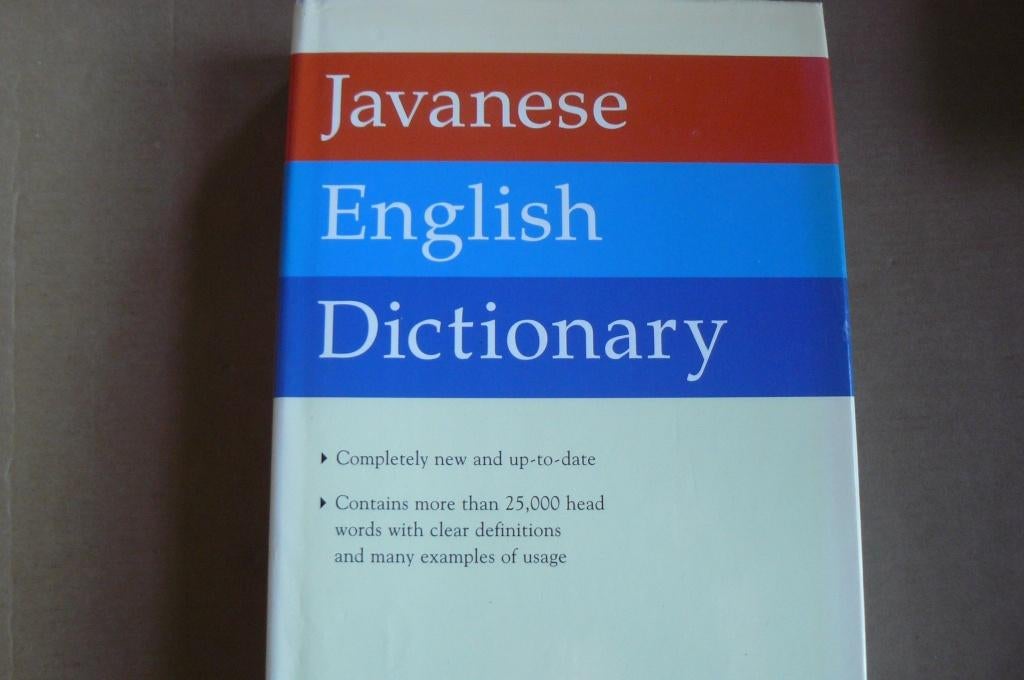 Javanese
English
Dictionary
‣ Completely new and up-to-date
‣ Contains more than 25,000 head
words with clear definitions
and many examples of usage